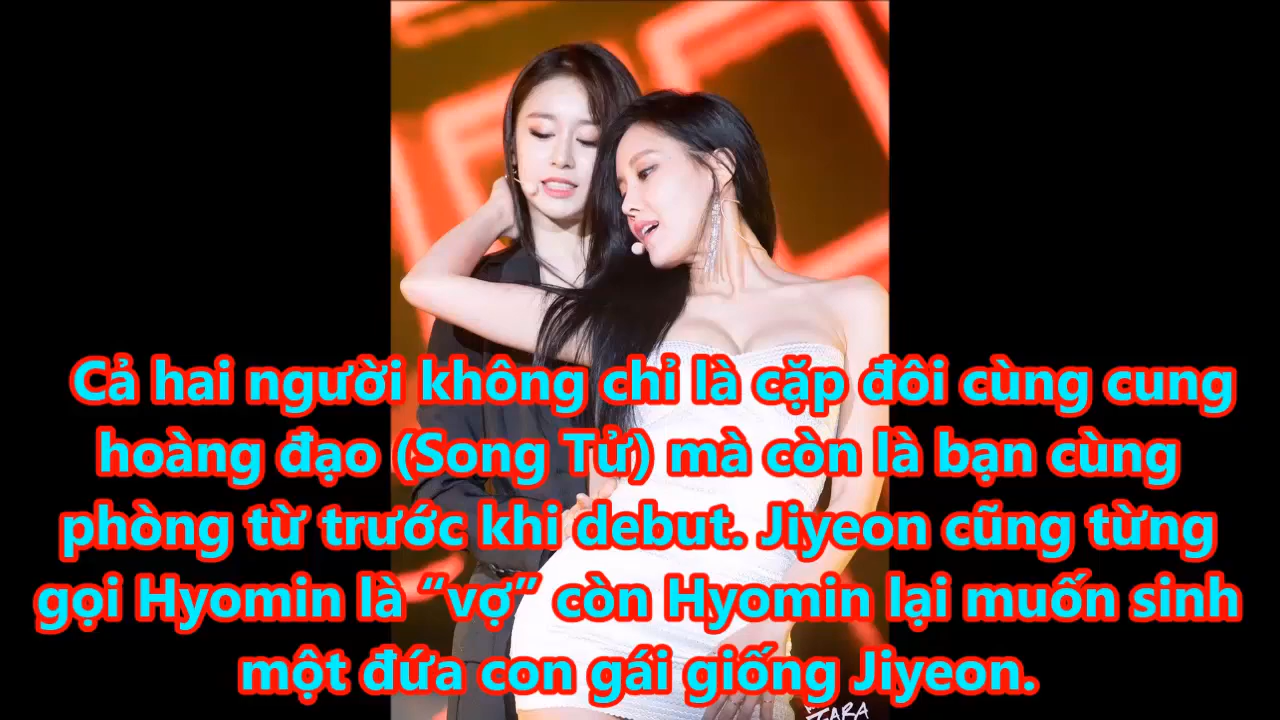 Cả hai người không chỉ là cặp đôi cùng cung
hoàng đạo (Song Tử) mà còn là bạn cùng
phòng từ trước khi debut. Jiyeon cũng từng
gọi Hyomin là “vợ” còn Hyomin lại muốn sinh
một đứa con gái giống Jiyeon.